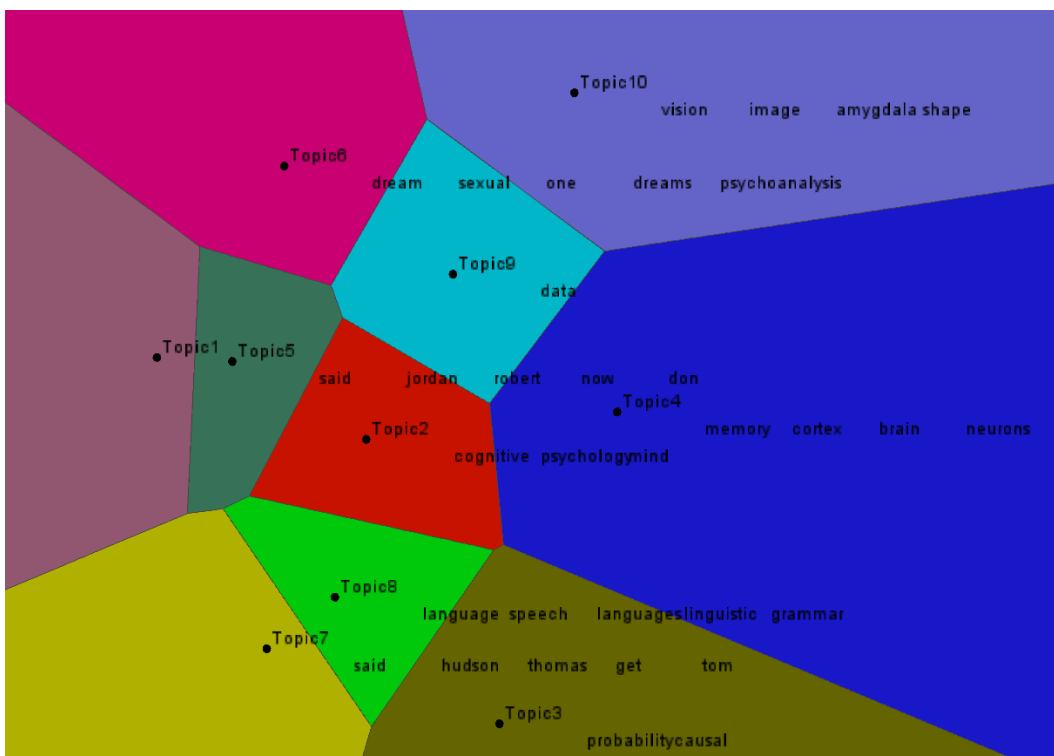 Topic10
vision image amygdala shape
Topic6
dream sexual one dreams psychoanalysis
Topic9
data
Topic1
Topic5
said jordan robert now don
Topic4
Topic2
memory cortex brain neurons
cognitive psychologymind
Topic8
language speech languageslinguistic grammar
Topic7
said hudson thomas get tom
Topic3
probabilitycausal